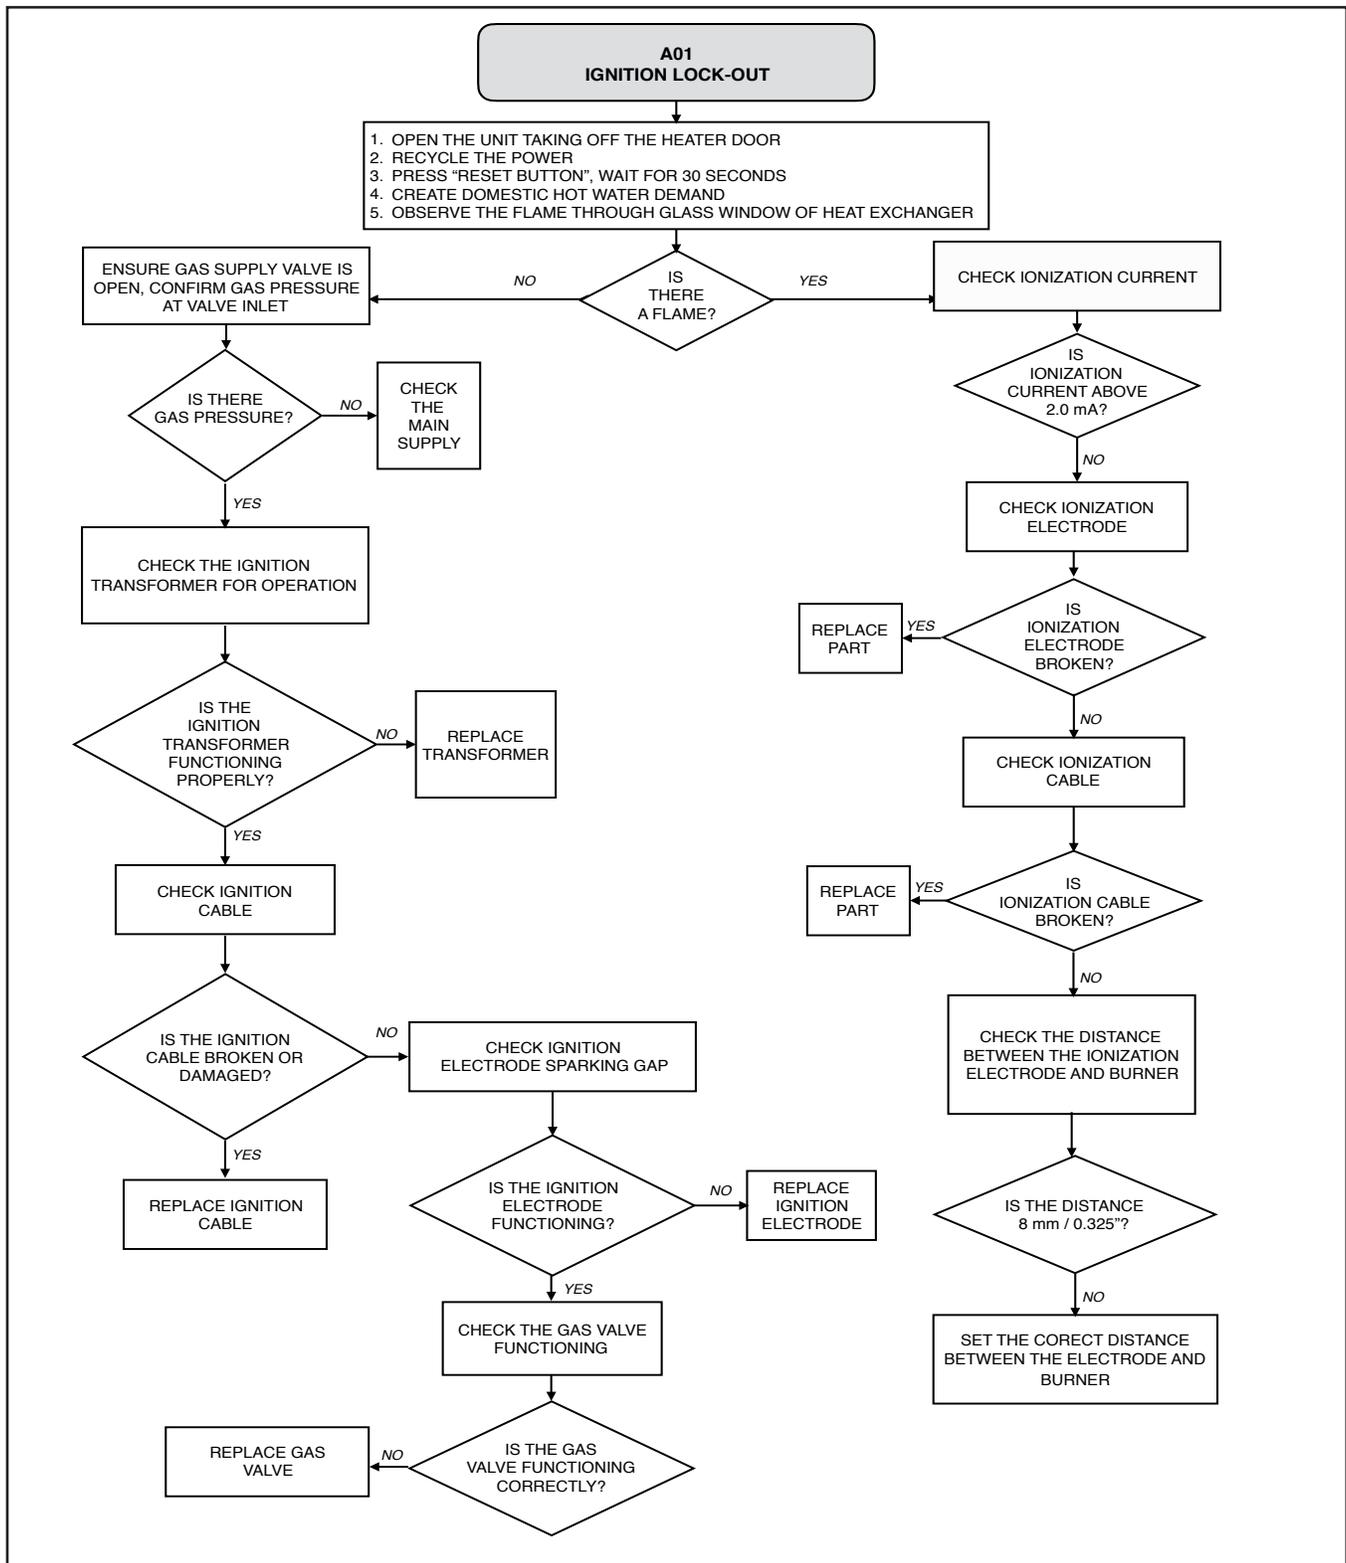 A01
IGNITION LOCK-OUT
1. OPEN THE UNIT TAKING OFF THE HEATER DOOR
2. RECYCLE THE POWER
3. PRESS “RESET BUTTON”, WAIT FOR 30 SECONDS
4. CREATE DOMESTIC HOT WATER DEMAND
5. OBSERVE THE FLAME THROUGH GLASS WINDOW OF HEAT EXCHANGER
IS
THERE
A FLAME?
NO
YES
ENSURE GAS SUPPLY VALVE IS
OPEN, CONFIRM GAS PRESSURE
AT VALVE INLET
IS THERE
GAS PRESSURE?
NO
CHECK
THE
MAIN
SUPPLY
YES
CHECK THE IGNITION
TRANSFORMER FOR OPERATION
IS THE
IGNITION
TRANSFORMER
FUNCTIONING
PROPERLY?
NO
REPLACE
TRANSFORMER
YES
CHECK IGNITION
CABLE
IS THE IGNITION
CABLE BROKEN OR
DAMAGED?
YES
REPLACE IGNITION
CABLE
NO
CHECK IGNITION
ELECTRODE SPARKING GAP
IS THE IGNITION
ELECTRODE
FUNCTIONING?
NO
REPLACE
IGNITION
ELECTRODE
YES
CHECK THE GAS VALVE
FUNCTIONING
IS THE GAS
VALVE FUNCTIONING
CORRECTLY?
NO
REPLACE GAS
VALVE
CHECK IONIZATION CURRENT
IS
IONIZATION
CURRENT ABOVE
2.0 mA?
NO
CHECK IONIZATION
ELECTRODE
IS
IONIZATION
ELECTRODE
BROKEN?
YES
REPLACE
PART
NO
CHECK IONIZATION
CABLE
IS
IONIZATION CABLE
BROKEN?
YES
REPLACE
PART
NO
CHECK THE DISTANCE
BETWEEN THE IONIZATION
ELECTRODE AND BURNER
IS THE DISTANCE
8 mm / 0.325”?
NO
SET THE CORECT DISTANCE
BETWEEN THE ELECTRODE AND
BURNER